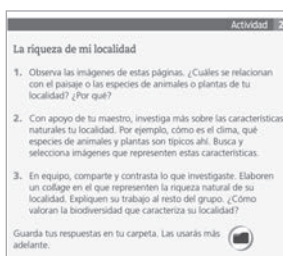 Actividad 2
La riqueza de mi localidad
1. Observa las imágenes de estas páginas. ¿Cuáles se relacionan
con el paisaje o las especies de animales o plantas de tu
localidad? ¿Por qué?
2. Con apoyo de tu maestro, investiga más sobre las características
naturales tu localidad. Por ejemplo, cómo es el clima, qué
especies de animales y plantas son típicos ahí. Busca y
selecciona imágenes que representen estas características.
3. En equipo, comparte y contrasta lo que investigaste. Elaboren
un collage en el que representen la riqueza natural de su
localidad. Expliquen su trabajo al resto del grupo. ¿Cómo
valoran la biodiversidad que caracteriza su localidad?
Guarda tus respuestas en tu carpeta. Las usarás más
adelante.